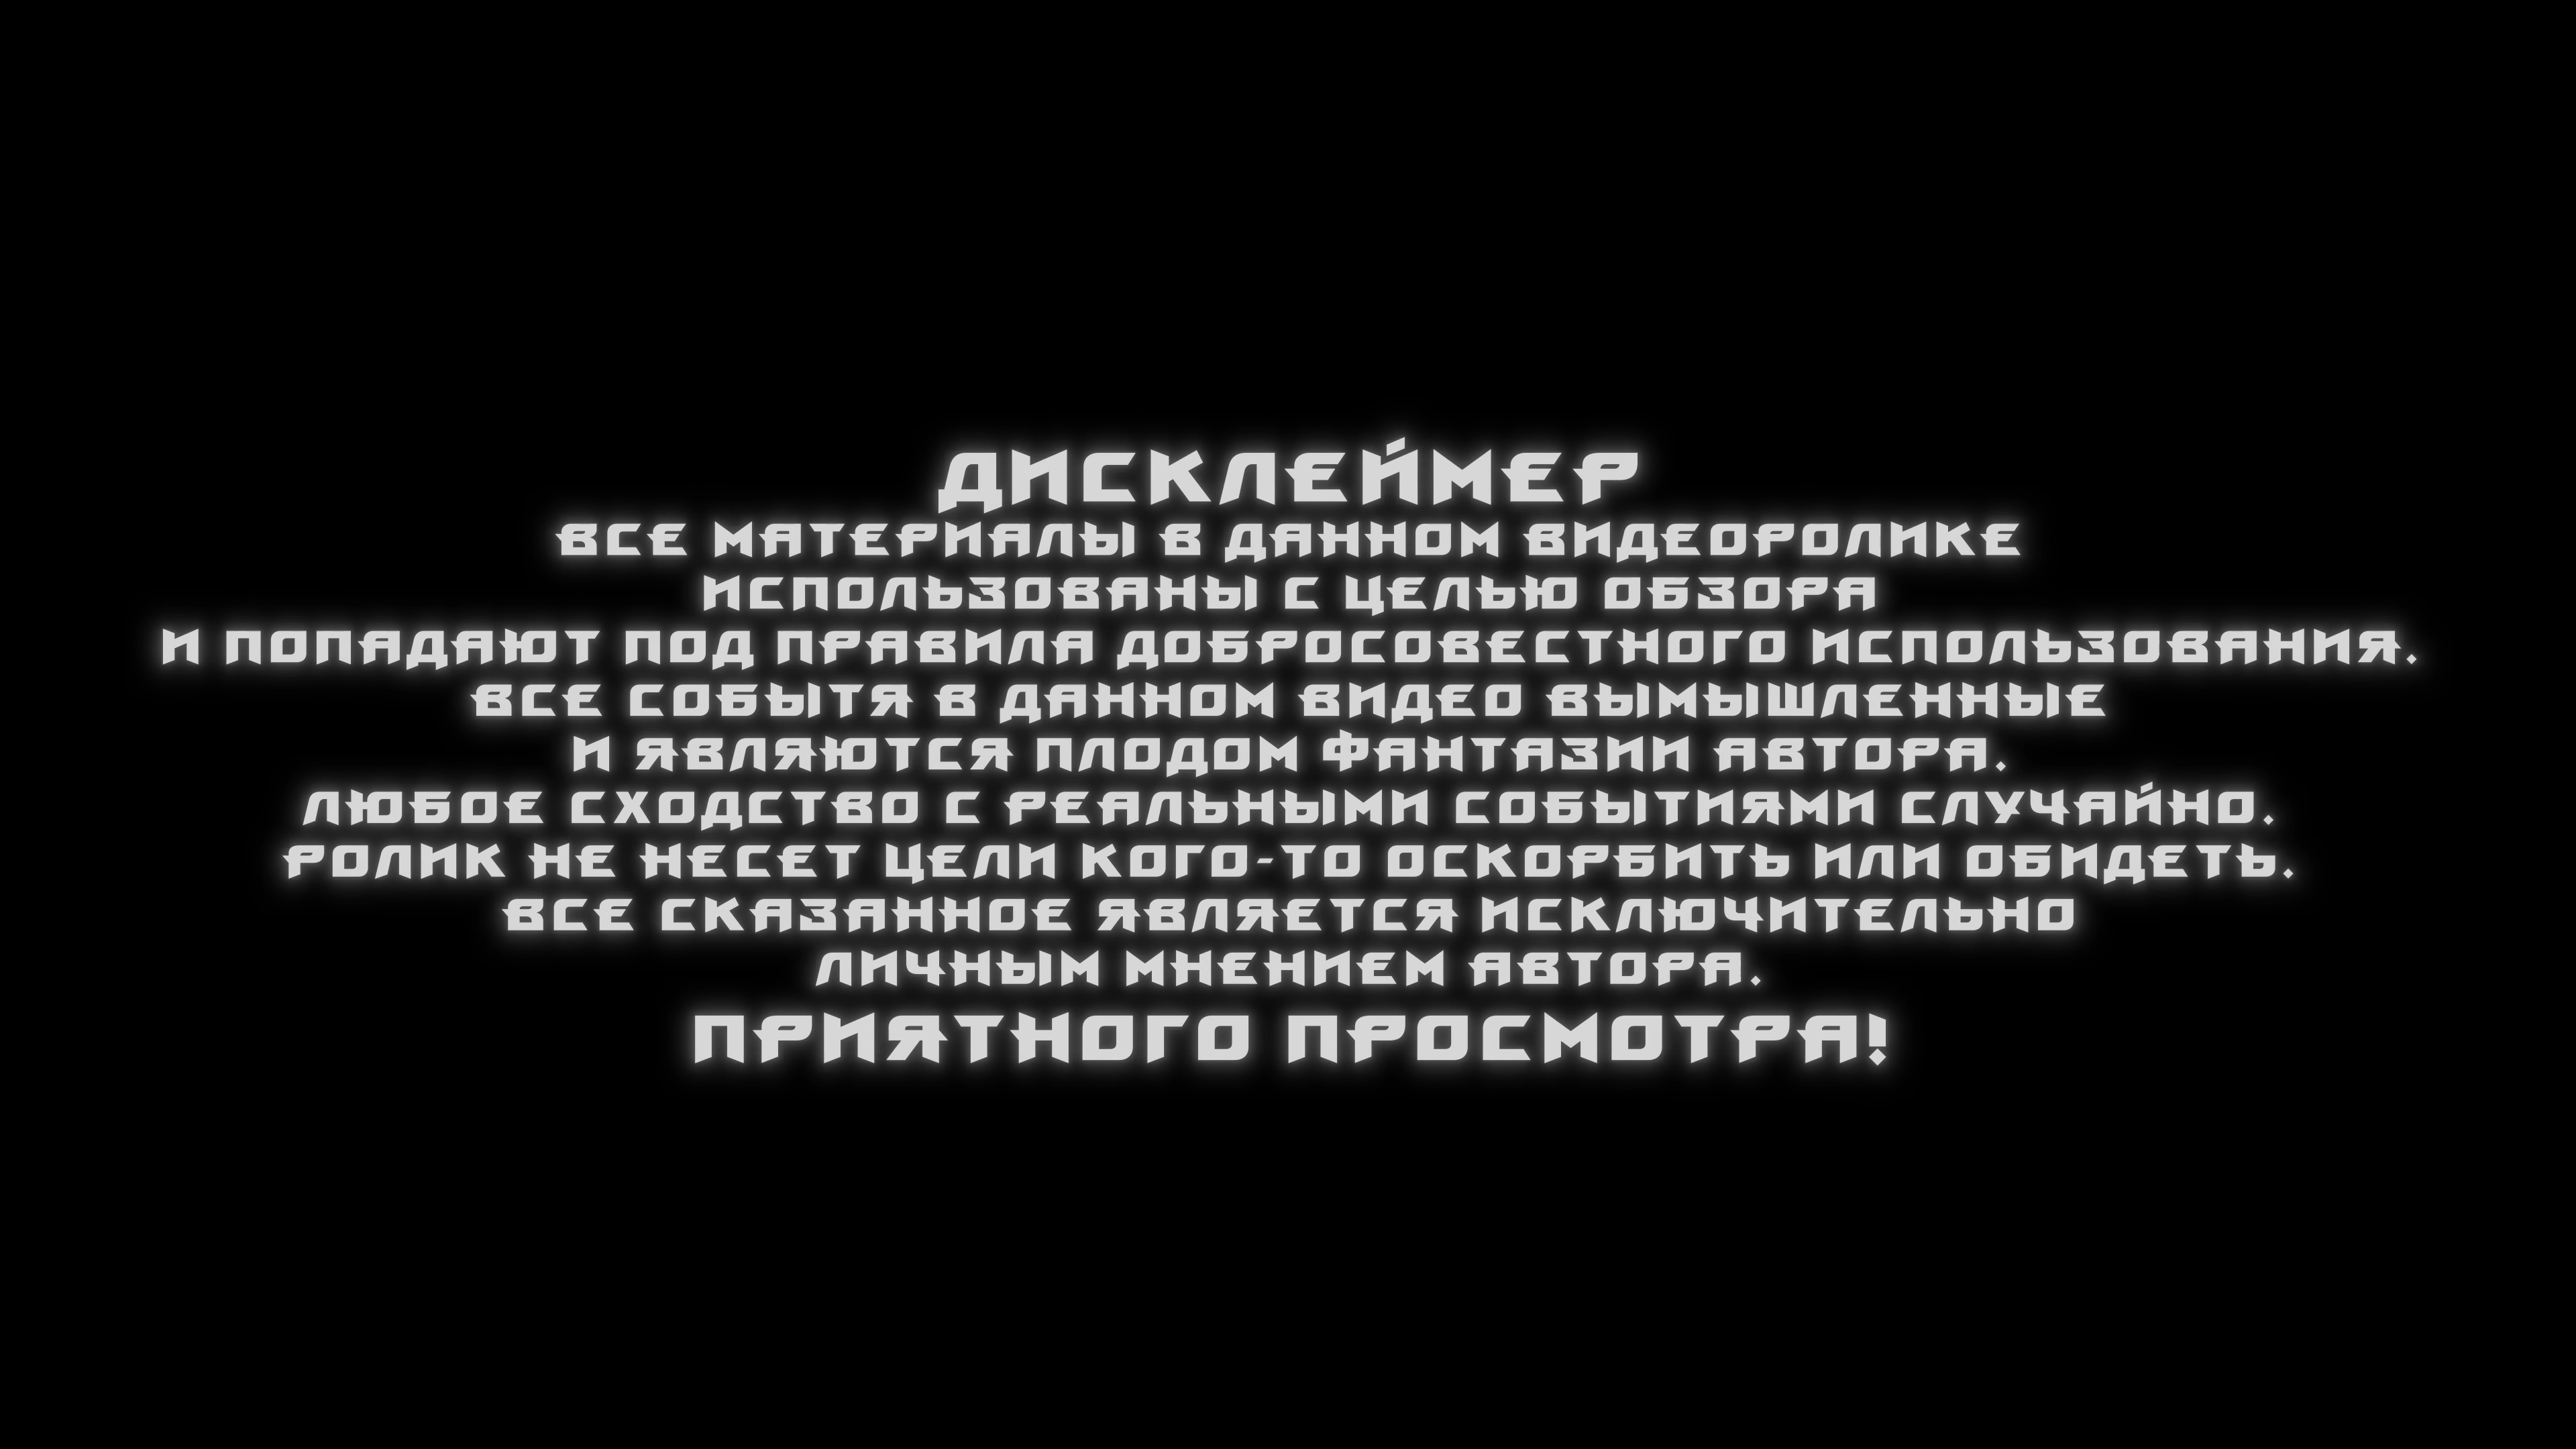 ДИСКЛЕЙМЕР
ВСЕ МАТЕРИАЛЫ В ДАННОМ ВИДЕОРОЛИКЕ
ИСПОЛЬЗОВАНЫ С ЦЕЛЬЮ ОБЗОРА
И ПОПАДАЮТ ПОД ПРАВИЛА ДОБРОСОВЕСТНОГО ИСПОЛЬЗОВАНИЯ.
ВСЕ СОБЫТЯ В ДАННОМ ВИДЕО ВЫМЫШЛЕННЫЕ
И ЯВЛЯЮТСЯ ПЛОДОМ ФАНТАЗИИ АВТОРА.
ЛЮБОЕ СХОДСТВО С РЕАЛЬНЫМИ СОБЫТИЯМИ СЛУЧАЙНО.
РОЛИК НЕ НЕСЕТ ЦЕЛИ КОГО-ТО ОСКОРБИТЬ ИЛИ ОБИДЕТЬ.
ВСЕ СКАЗАННОЕ ЯВЛЯЕТСЯ ИСКЛЮЧИТЕЛЬНО
ЛИЧНЫМ МНЕНИЕМ АВТОРА.
ПРИЯТНОГО ПРОСМОТРА!